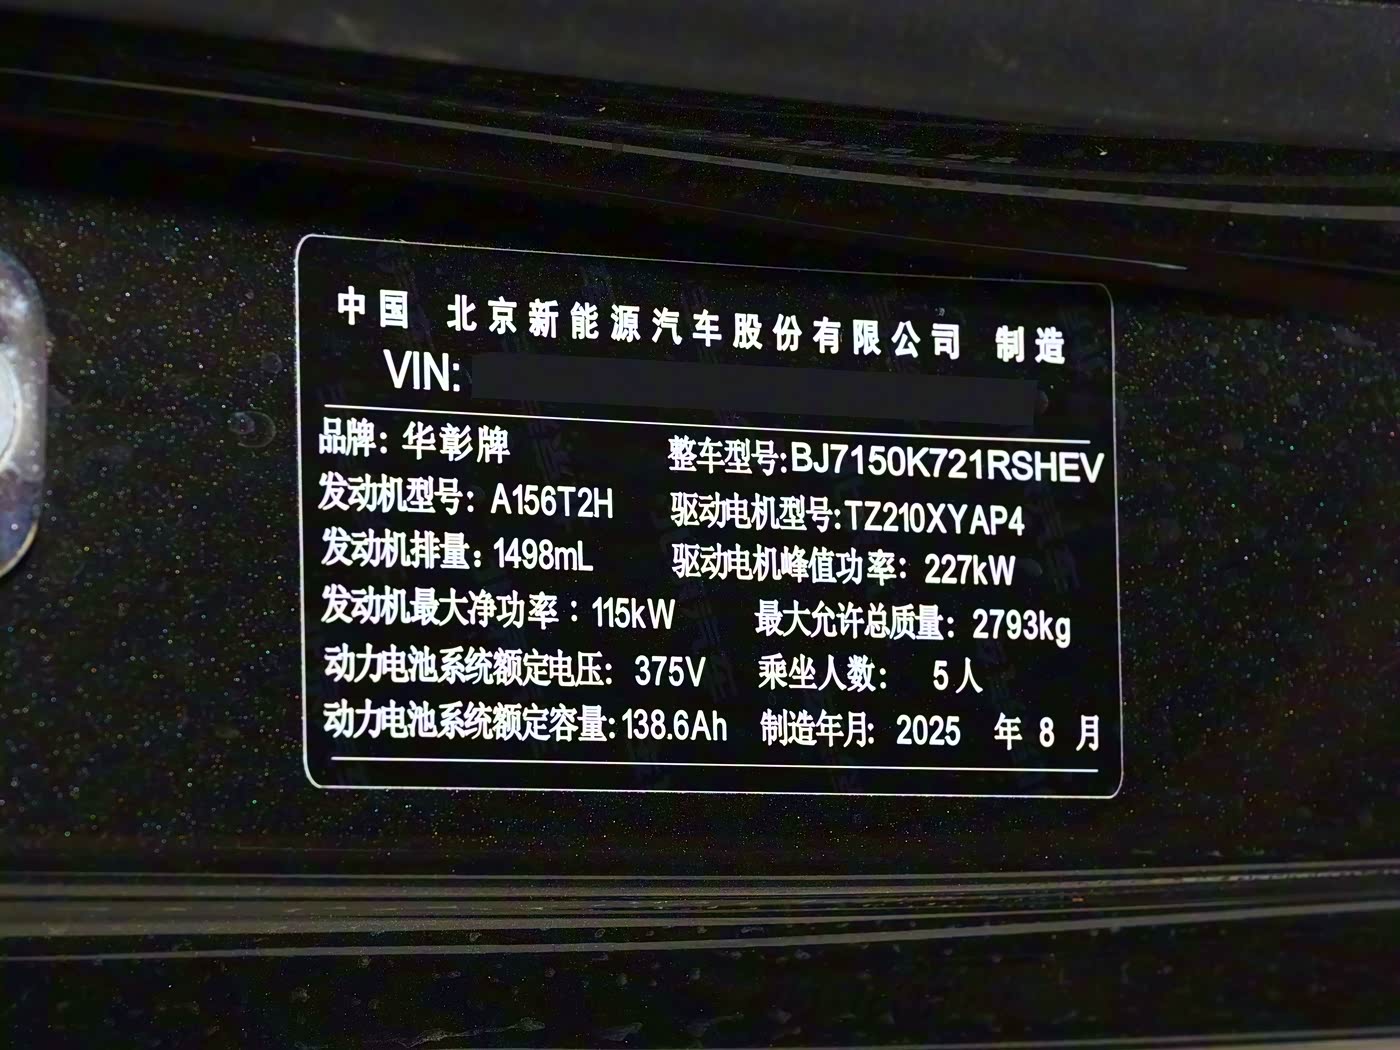 中国 北京新能源汽车股份有限公司 制造
VIN:
品牌: 华彰牌 整车型号:BJ7150K721RSHEV
发动机型号: A156T2H 驱动电机型号:TZ210XYAP4
发动机排量: 1498mL 驱动电机峰值功率: 227kW
发动机最大净功率: 115kW 最大允许总质量: 2793kg
动力电池系统额定电压: 375V 乘坐人数: 5人
动力电池系统额定容量:138.6Ah 制造年月: 2025 年 8 月